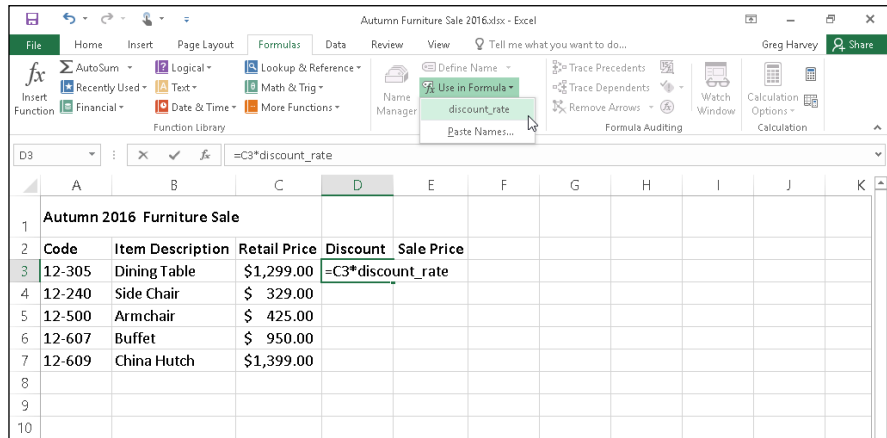 Autumn Furniture Sale 2016.xlsx - Excel
File Home Insert Page Layout Formulas Data Review View Tell me what you want to do... Greg Harvey Share
fx Insert Function
AutoSum
Recently Used
Financial
Logical
Text
Date & Time
Lookup & Reference
Math & Trig
More Functions
Function Library
Name Manager
Define Name
Use in Formula
discount_rate
Paste Names...
Trace Precedents
Trace Dependents
Remove Arrows
Formula Auditing
Watch Window
Calculation Options
Calculation
D3 fx =C3*discount_rate
A B C D E F G H I J K
1 Autumn 2016 Furniture Sale
2 Code Item Description Retail Price Discount Sale Price
3 12-305 Dining Table $1,299.00 =C3*discount_rate
4 12-240 Side Chair $ 329.00
5 12-500 Armchair $ 425.00
6 12-607 Buffet $ 950.00
7 12-609 China Hutch $1,399.00
8
9
10